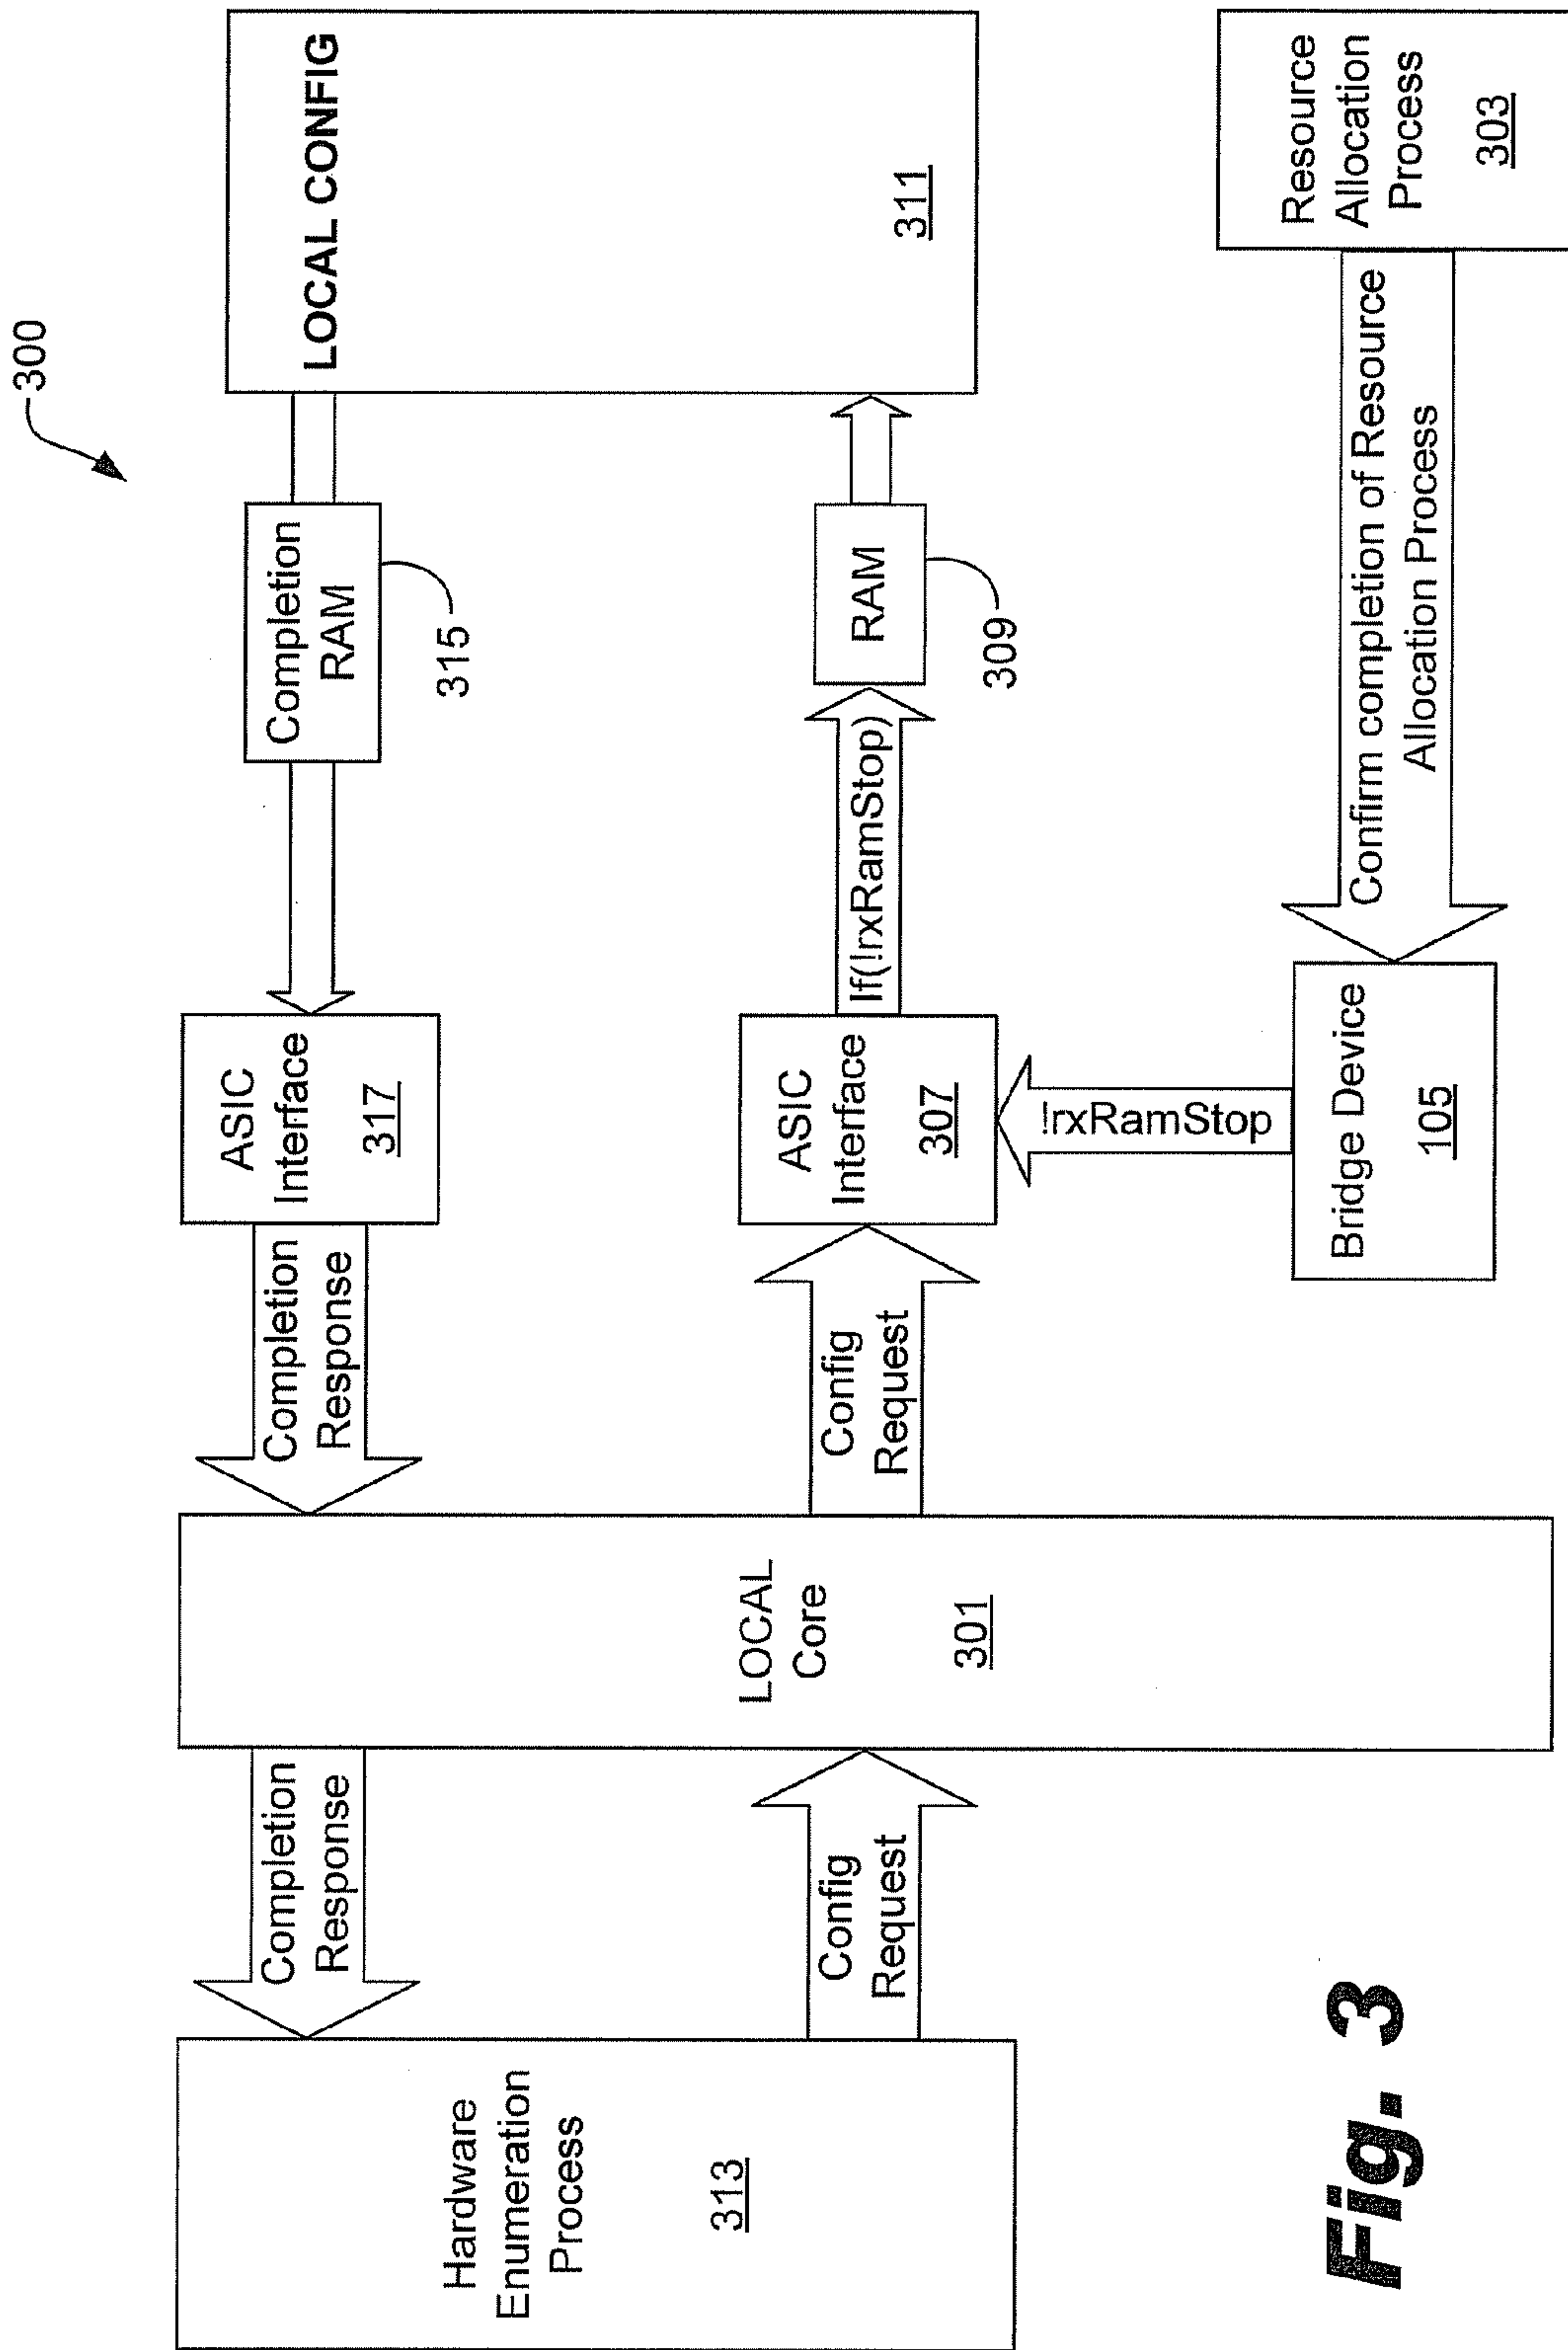 300
Hardware
Enumeration
Process
313
Completion
Response
Config
Request
LOCAL
Core
301
Completion
Response
Config
Request
ASIC
Interface
317
ASIC
Interface
307
Completion
RAM
315
If(!rxRamStop)
RAM
309
LOCAL CONFIG
311
!rxRamStop
Bridge Device
105
Confirm completion of Resource
Allocation Process
Resource
Allocation
Process
303
Fig. 3